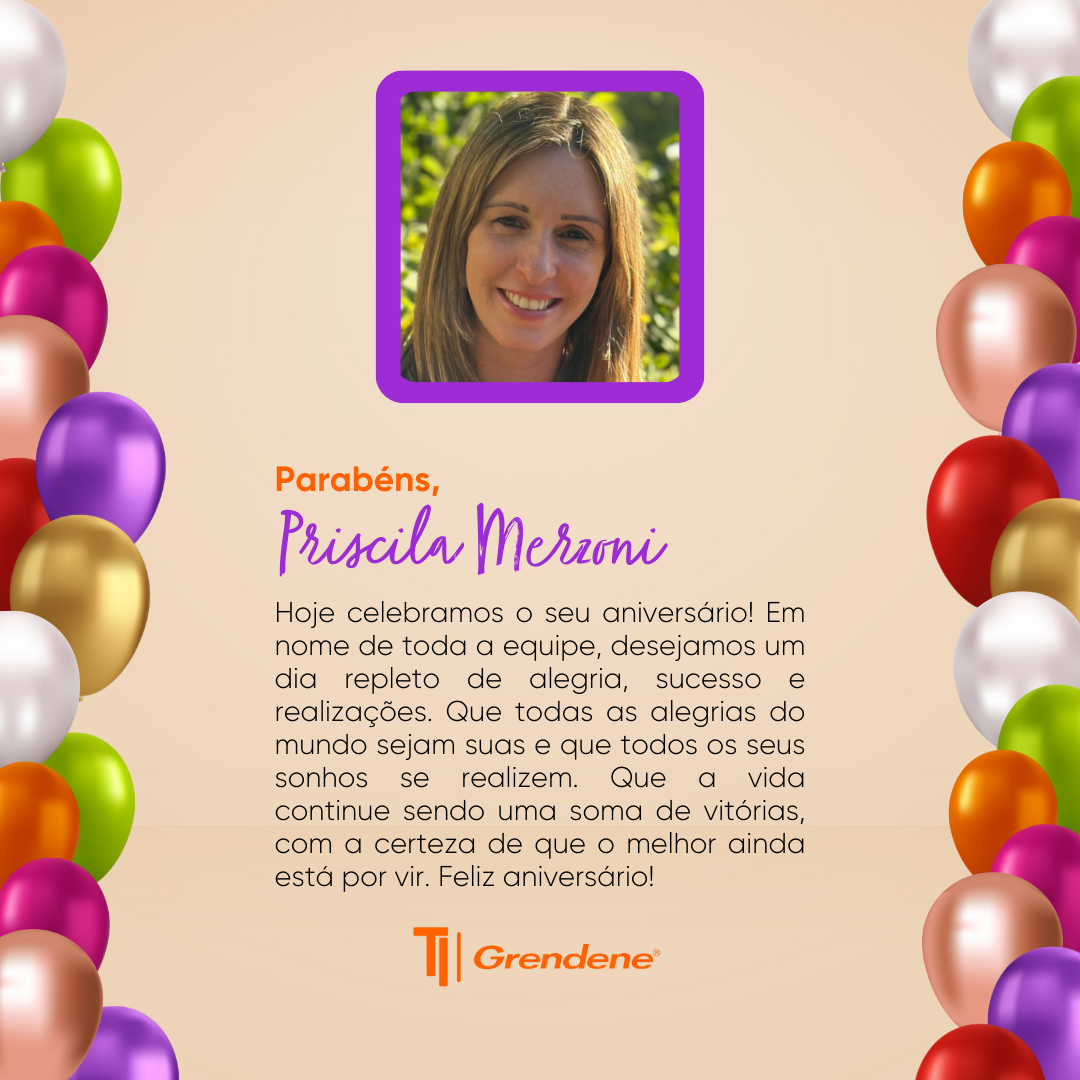 Parabéns,
Priscila Merzoni
Hoje celebramos o seu aniversário! Em
nome de toda a equipe, desejamos um
dia repleto de alegria, sucesso e
realizações. Que todas as alegrias do
mundo sejam suas e que todos os seus
sonhos se realizem. Que a vida
continue sendo uma soma de vitórias,
com a certeza de que o melhor ainda
está por vir. Feliz aniversário!
TI | Grendene®